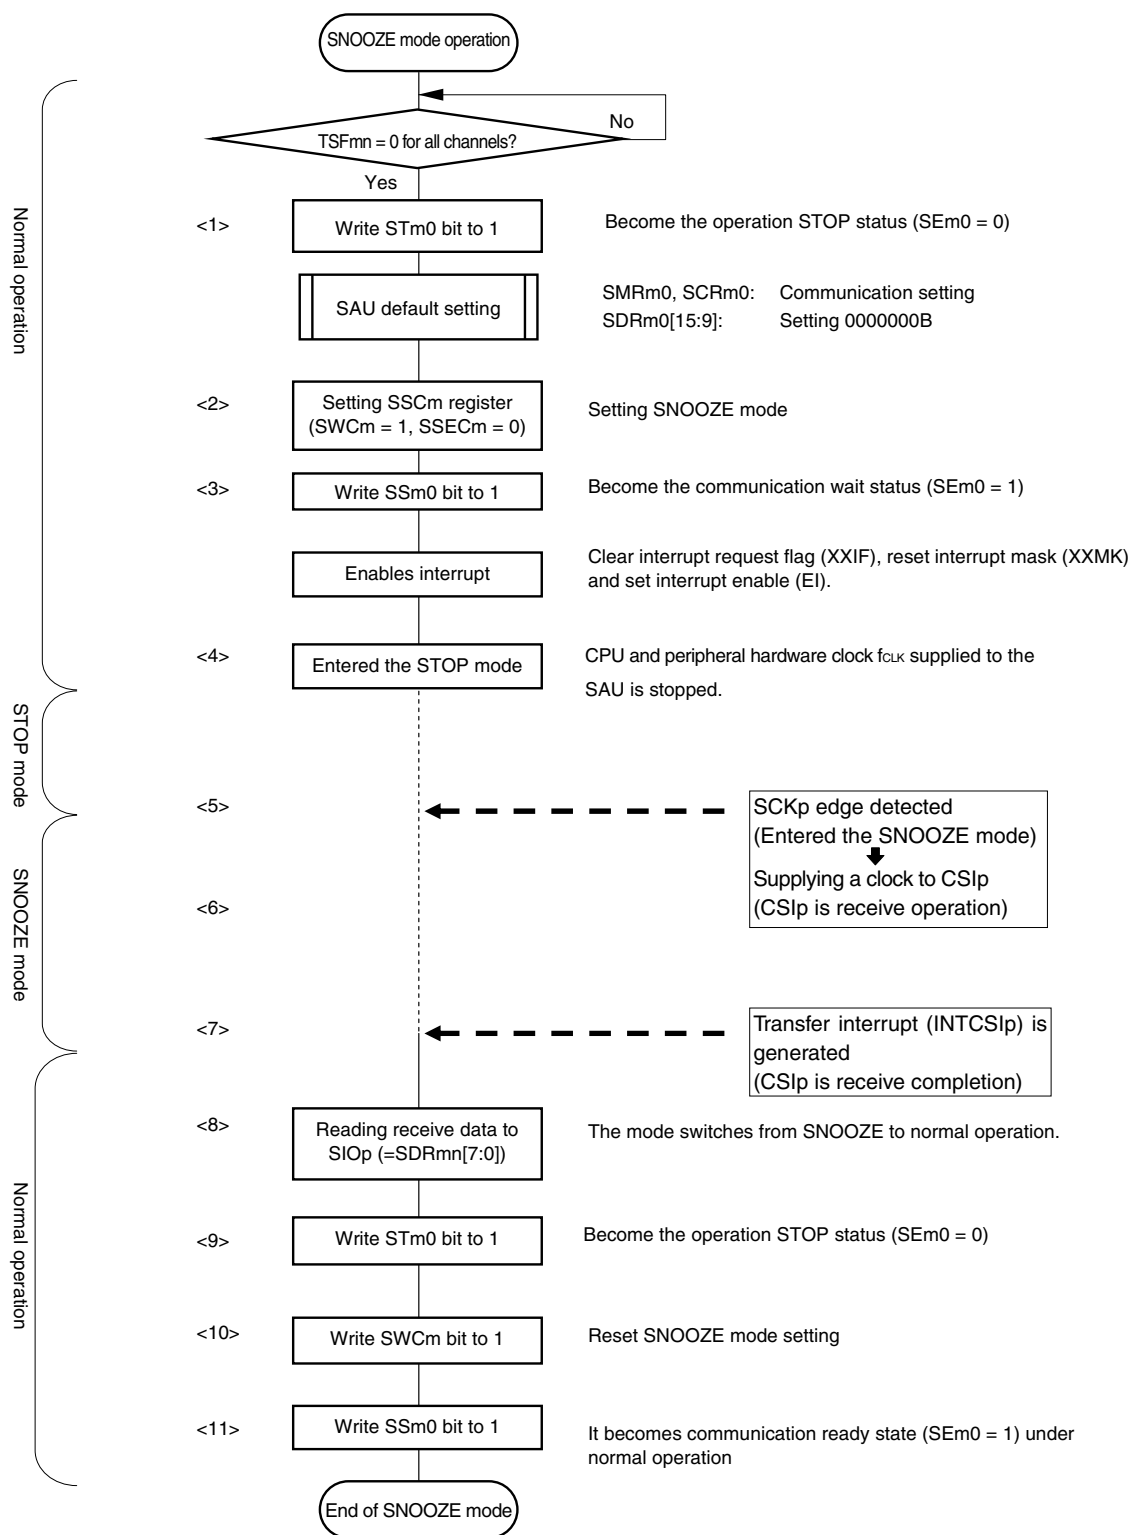 SNOOZE mode operation
No
TSFmn = 0 for all channels?
Yes
Normal operation
<1>
Write STm0 bit to 1
Become the operation STOP status (SEm0 = 0)
SAU default setting
SMRm0, SCRm0: Communication setting
SDRm0[15:9]: Setting 0000000B
<2>
Setting SSCm register
(SWCm = 1, SSECm = 0)
Setting SNOOZE mode
<3>
Write SSm0 bit to 1
Become the communication wait status (SEm0 = 1)
Enables interrupt
Clear interrupt request flag (XXIF), reset interrupt mask (XXMK)
and set interrupt enable (EI).
<4>
Entered the STOP mode
CPU and peripheral hardware clock fCLK supplied to the
SAU is stopped.
STOP mode
<5>
SCKp edge detected
(Entered the SNOOZE mode)
Supplying a clock to CSIp
(CSIp is receive operation)
SNOOZE mode
<6>
<7>
Transfer interrupt (INTCSIp) is
generated
(CSIp is receive completion)
Normal operation
<8>
Reading receive data to
SIOp (=SDRmn[7:0])
The mode switches from SNOOZE to normal operation.
<9>
Write STm0 bit to 1
Become the operation STOP status (SEm0 = 0)
<10>
Write SWCm bit to 1
Reset SNOOZE mode setting
<11>
Write SSm0 bit to 1
It becomes communication ready state (SEm0 = 1) under
normal operation
End of SNOOZE mode